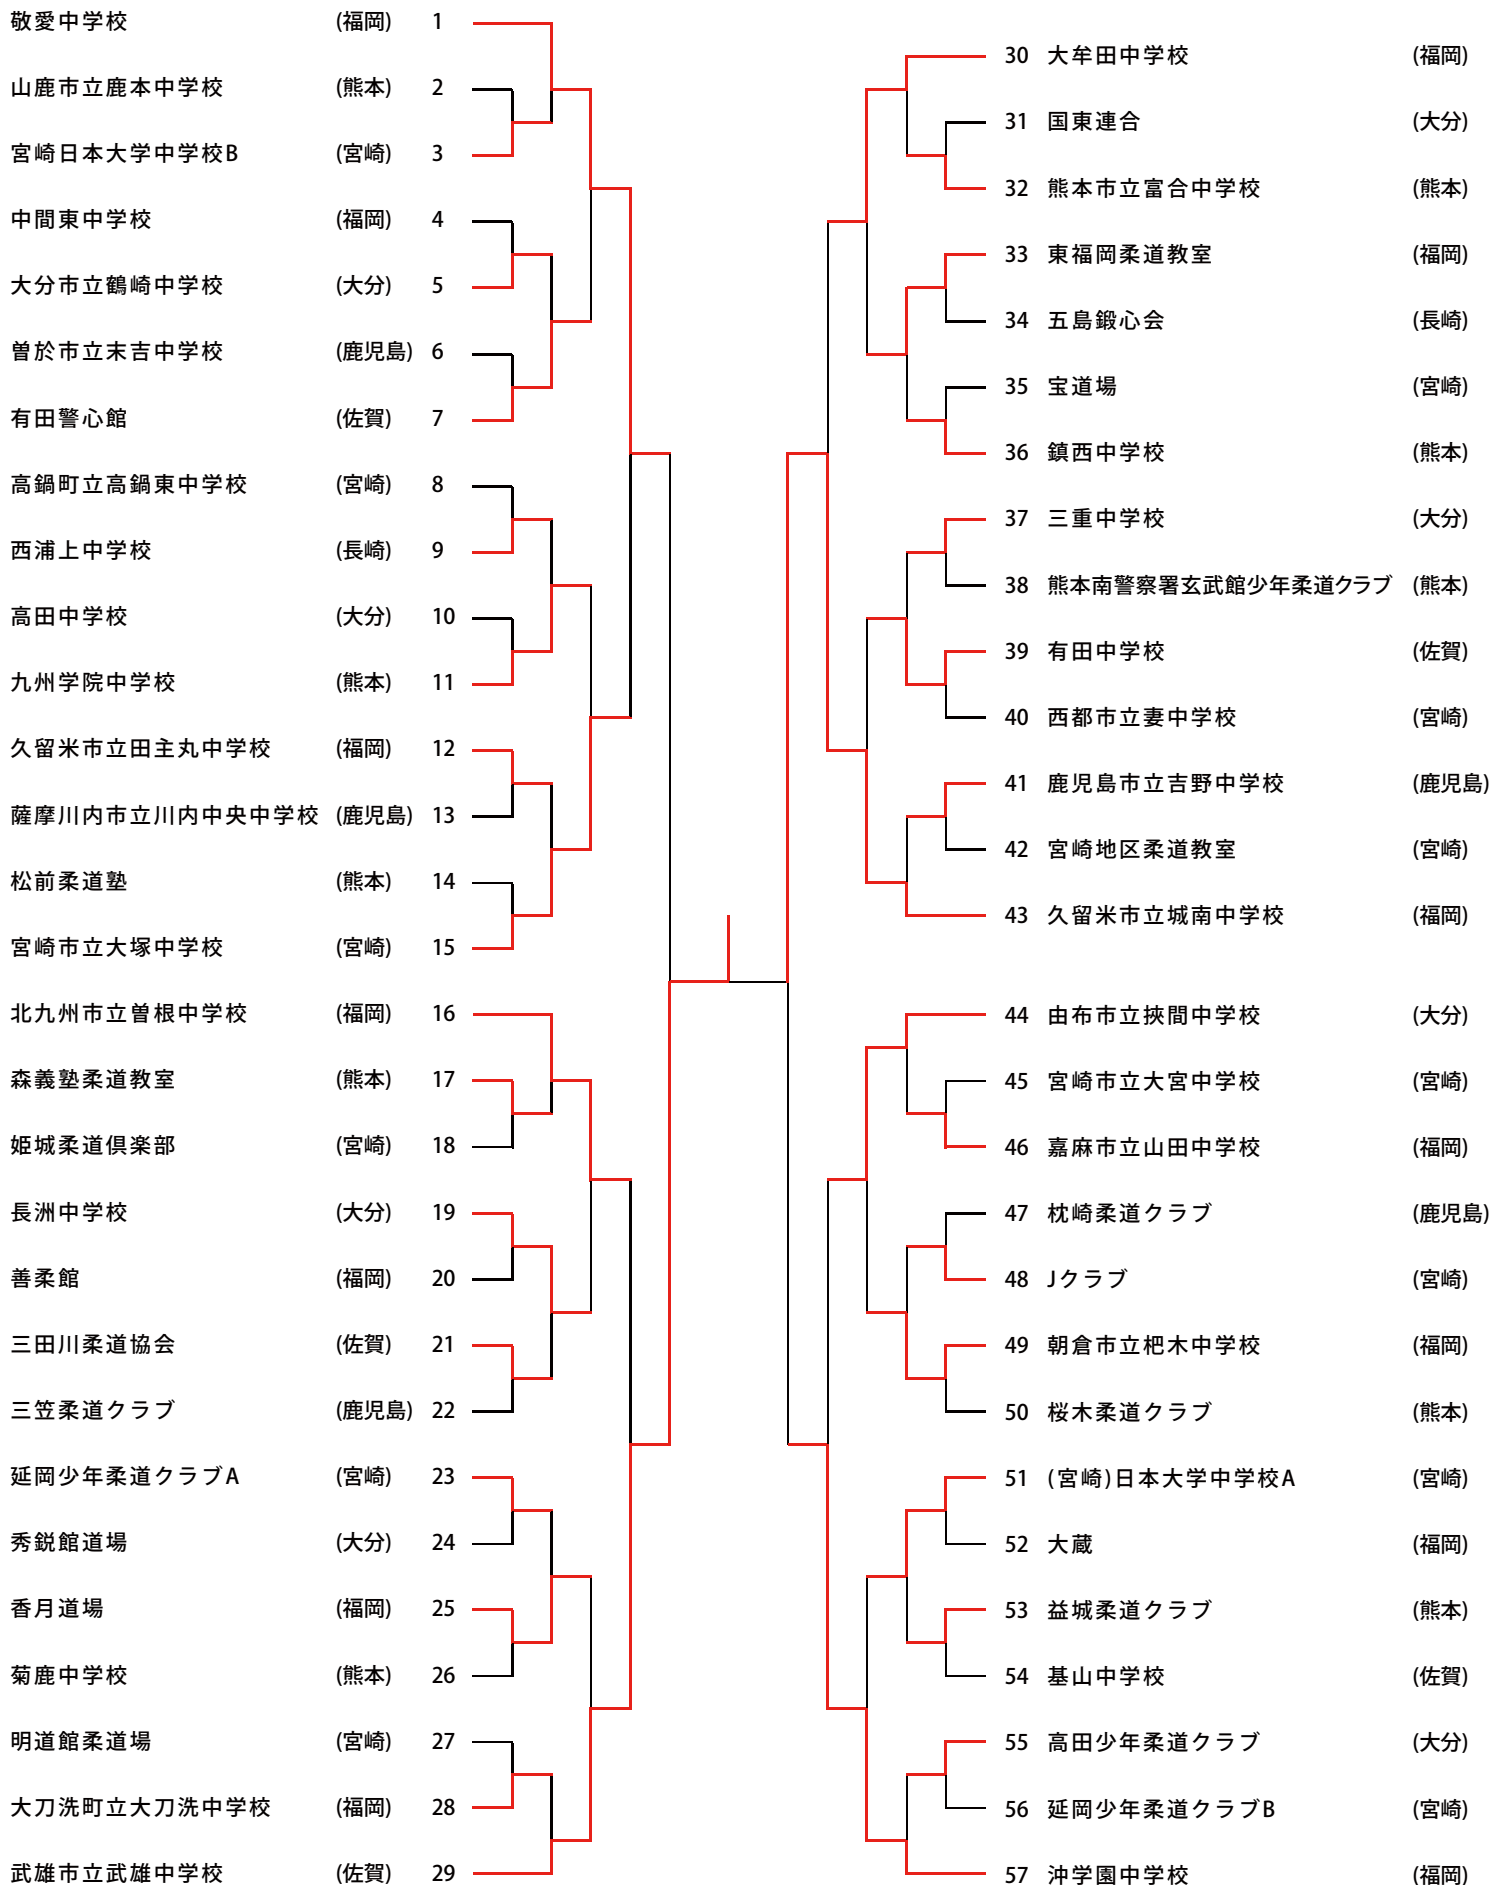 敬愛中学校 (福岡) 1
山鹿市立鹿本中学校 (熊本) 2
宮崎日本大学中学校B (宮崎) 3
中間東中学校 (福岡) 4
大分市立鶴崎中学校 (大分) 5
曽於市立末吉中学校 (鹿児島) 6
有田警心館 (佐賀) 7
高鍋町立高鍋東中学校 (宮崎) 8
西浦上中学校 (長崎) 9
高田中学校 (大分) 10
九州学院中学校 (熊本) 11
久留米市立田主丸中学校 (福岡) 12
薩摩川内市立川内中央中学校 (鹿児島) 13
松前柔道塾 (熊本) 14
宮崎市立大塚中学校 (宮崎) 15
北九州市立曽根中学校 (福岡) 16
森義塾柔道教室 (熊本) 17
姫城柔道倶楽部 (宮崎) 18
長洲中学校 (大分) 19
善柔館 (福岡) 20
三田川柔道協会 (佐賀) 21
三笠柔道クラブ (鹿児島) 22
延岡少年柔道クラブA (宮崎) 23
秀鋭館道場 (大分) 24
香月道場 (福岡) 25
菊鹿中学校 (熊本) 26
明道館柔道場 (宮崎) 27
大刀洗町立大刀洗中学校 (福岡) 28
武雄市立武雄中学校 (佐賀) 29
30 大牟田中学校 (福岡)
31 国東連合 (大分)
32 熊本市立富合中学校 (熊本)
33 東福岡柔道教室 (福岡)
34 五島鍛心会 (長崎)
35 宝道場 (宮崎)
36 鎮西中学校 (熊本)
37 三重中学校 (大分)
38 熊本南警察署玄武館少年柔道クラブ (熊本)
39 有田中学校 (佐賀)
40 西都市立妻中学校 (宮崎)
41 鹿児島市立吉野中学校 (鹿児島)
42 宮崎地区柔道教室 (宮崎)
43 久留米市立城南中学校 (福岡)
44 由布市立挾間中学校 (大分)
45 宮崎市立大宮中学校 (宮崎)
46 嘉麻市立山田中学校 (福岡)
47 枕崎柔道クラブ (鹿児島)
48 Jクラブ (宮崎)
49 朝倉市立杷木中学校 (福岡)
50 桜木柔道クラブ (熊本)
51 (宮崎)日本大学中学校A (宮崎)
52 大蔵 (福岡)
53 益城柔道クラブ (熊本)
54 基山中学校 (佐賀)
55 高田少年柔道クラブ (大分)
56 延岡少年柔道クラブB (宮崎)
57 沖学園中学校 (福岡)